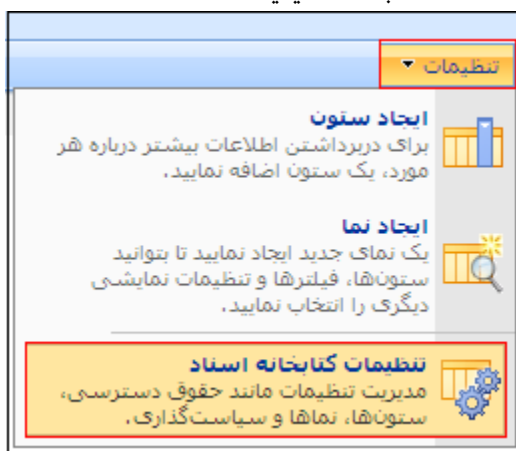 تنظیمات
ایجاد ستون
برای دربرداشتن اطلاعات بیشتر درباره هر
مورد، یک ستون اضافه نمایید.
ایجاد نما
یک نمای جدید ایجاد نمایید تا بتوانید
ستون‌ها، فیلترها و تنظیمات نمایشی
دیگری را انتخاب نمایید.
تنظیمات کتابخانه اسناد
مدیریت تنظیمات مانند حقوق دسترسی،
ستون‌ها، نماها و سیاست‌گذاری.